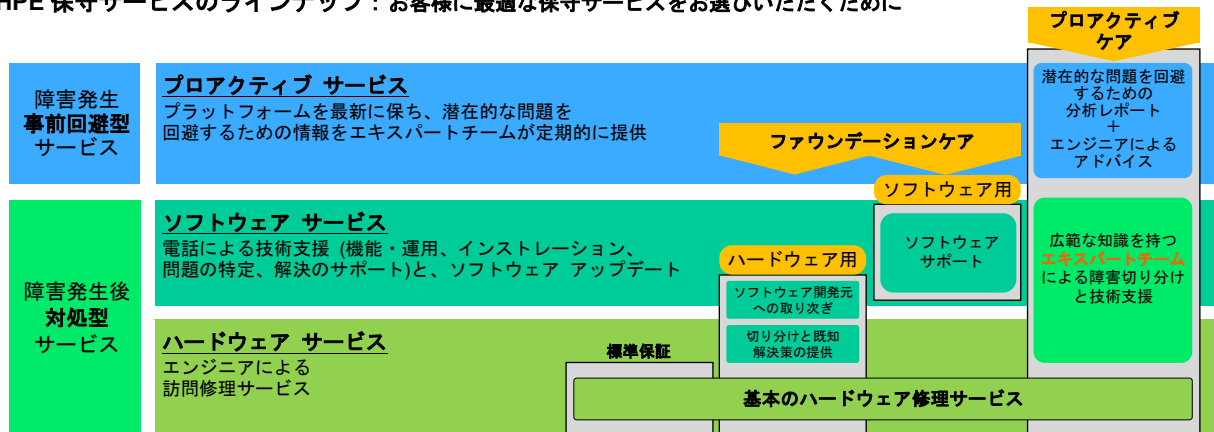 HPE 保守サービスのラインナップ：お客様に最適な保守サービスをお選びいただくために
プロアクティブ
ケア
障害発生
事前回避型
サービス
プロアクティブ サービス
プラットフォームを最新に保ち、潜在的な問題を
回避するための情報をエキスパートチームが定期的に提供
ファウンデーションケア
潜在的な問題を回避
するための
分析レポート
＋
エンジニアによる
アドバイス
障害発生後
対処型
サービス
ソフトウェア サービス
電話による技術支援 (機能・運用、インストレーション、
問題の特定、解決のサポート)と、ソフトウェア アップデート
ハードウェア用
ソフトウェア開発元
への取り次ぎ
切り分けと既知
解決策の提供
ソフトウェア用
ソフトウェア
サポート
広範な知識を持つ
エキスパートチーム
による障害切り分け
と技術支援
ハードウェア サービス
エンジニアによる
訪問修理サービス
標準保証
基本のハードウェア修理サービス